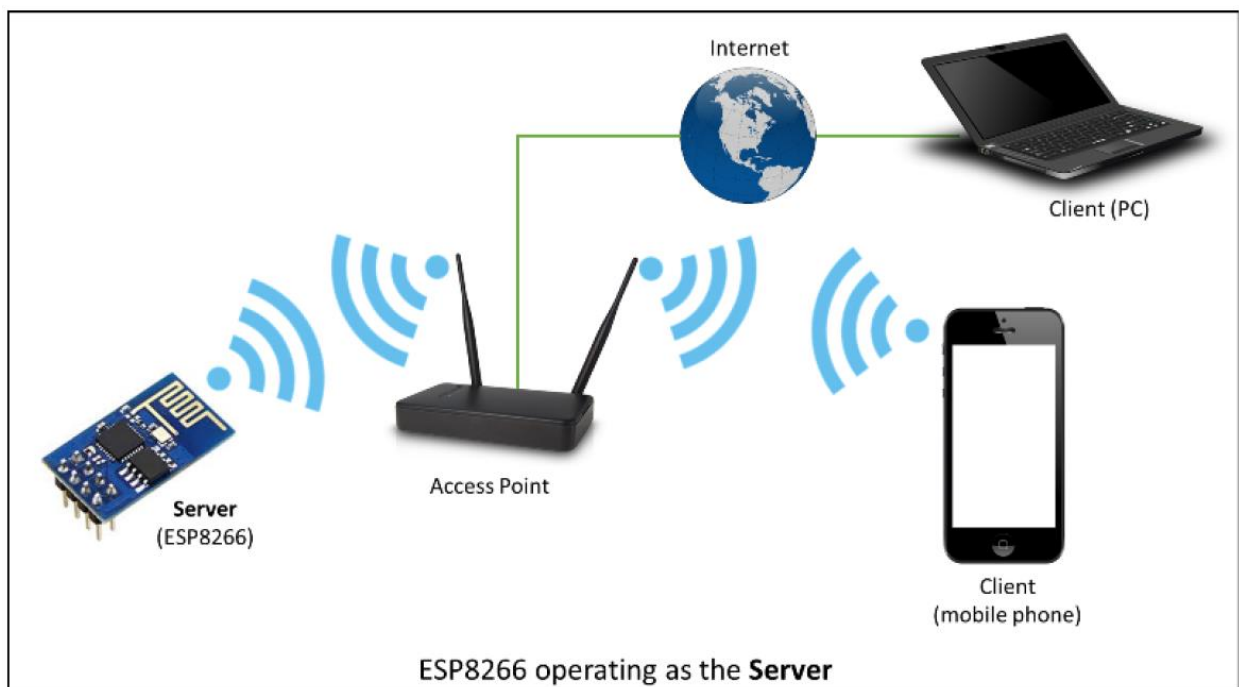 Internet
Client (PC)
Access Point
Server
(ESP8266)
Client
(mobile phone)
ESP8266 operating as the Server